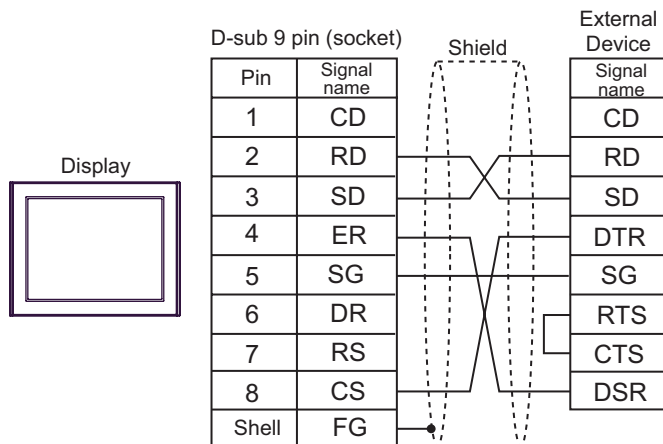 D-sub 9 pin (socket)
Shield
External
Device
Pin
Signal
name
Signal
name
1 CD CD
2 RD RD
3 SD SD
4 ER DTR
5 SG SG
6 DR RTS
7 RS CTS
8 CS DSR
Shell FG
Display